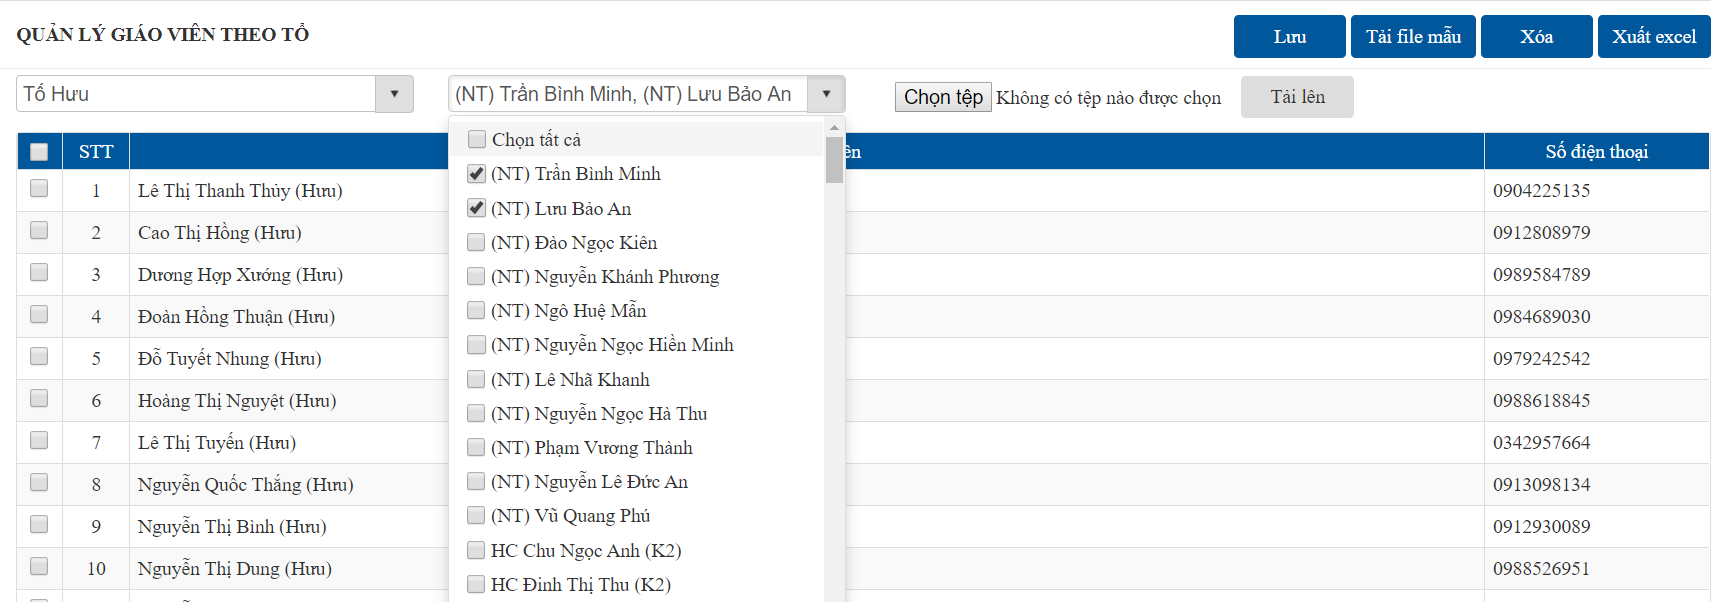 QUẢN LÝ GIÁO VIÊN THEO TỔ
Lưu Tải file mẫu Xóa Xuất excel
Tổ Hưu
(NT) Trần Bình Minh, (NT) Lưu Bảo An
Chọn tệp Không có tệp nào được chọn Tải lên
STT ên Số điện thoại
1 Lê Thị Thanh Thủy (Hưu) 0904225135
2 Cao Thị Hồng (Hưu) 0912808979
3 Dương Hợp Xướng (Hưu) 0989584789
4 Đoàn Hồng Thuận (Hưu) 0984689030
5 Đỗ Tuyết Nhung (Hưu) 0979242542
6 Hoàng Thị Nguyệt (Hưu) 0988618845
7 Lê Thị Tuyến (Hưu) 0342957664
8 Nguyễn Quốc Thắng (Hưu) 0913098134
9 Nguyễn Thị Bình (Hưu) 0912930089
10 Nguyễn Thị Dung (Hưu) 0988526951
Chọn tất cả
(NT) Trần Bình Minh
(NT) Lưu Bảo An
(NT) Đào Ngọc Kiên
(NT) Nguyễn Khánh Phương
(NT) Ngô Huệ Mẫn
(NT) Nguyễn Ngọc Hiền Minh
(NT) Lê Nhã Khanh
(NT) Nguyễn Ngọc Hà Thu
(NT) Phạm Vương Thành
(NT) Nguyễn Lê Đức An
(NT) Vũ Quang Phú
HC Chu Ngọc Anh (K2)
HC Đinh Thị Thu (K2)